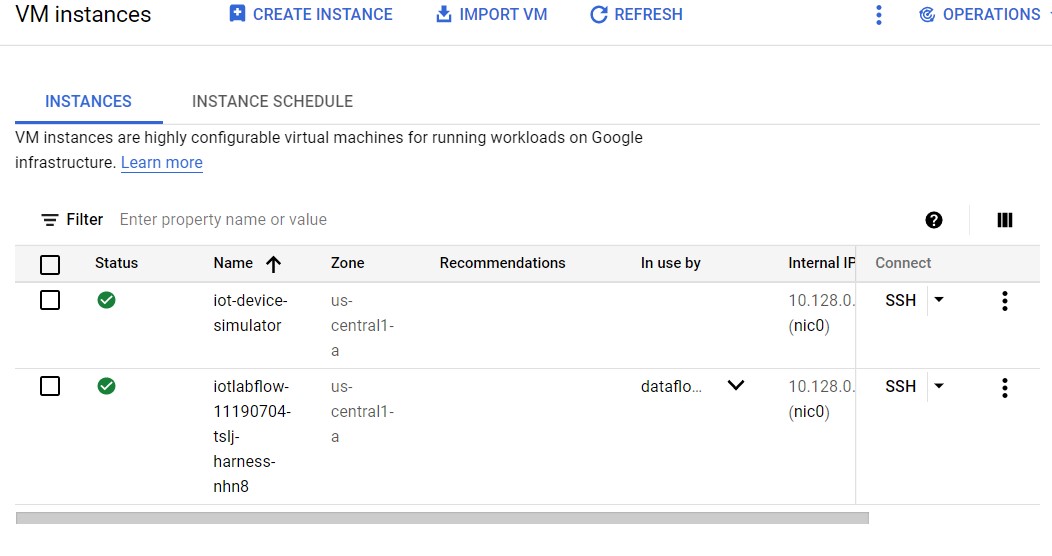 VM instances CREATE INSTANCE IMPORT VM REFRESH OPERATIONS
INSTANCES INSTANCE SCHEDULE
VM instances are highly configurable virtual machines for running workloads on Google
infrastructure. Learn more
Filter Enter property name or value
Status Name Zone Recommendations In use by Internal IP Connect
iot-device- us- 10.128.0. SSH
simulator central1- (nic0)
a
iotlabflow- us- dataflo... 10.128.0. SSH
11190704- central1- (nic0)
tslj- a
harness-
nhn8